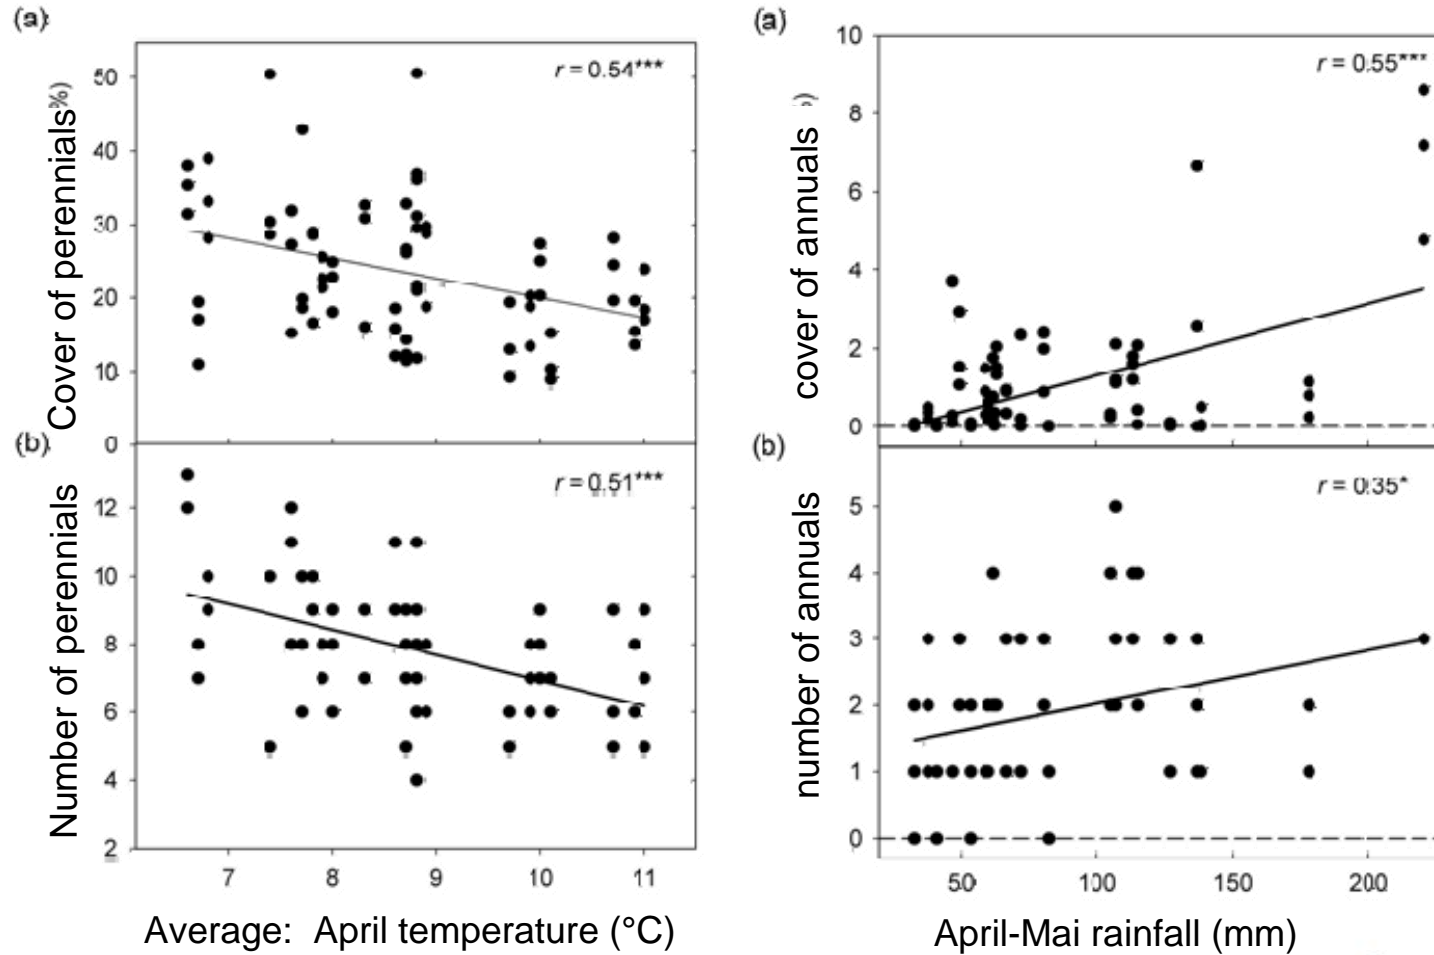 (a)
r = 0.54***
Cover of perennials%)
50
40
30
20
10
0
(b)
r = 0.51***
Number of perennials
12
10
8
6
4
2
7 8 9 10 11
Average: April temperature (°C)
(a)
r = 0.55***
cover of annuals
10
8
6
4
2
0
(b)
r = 0.35*
number of annuals
5
4
3
2
1
0
50 100 150 200
April-Mai rainfall (mm)